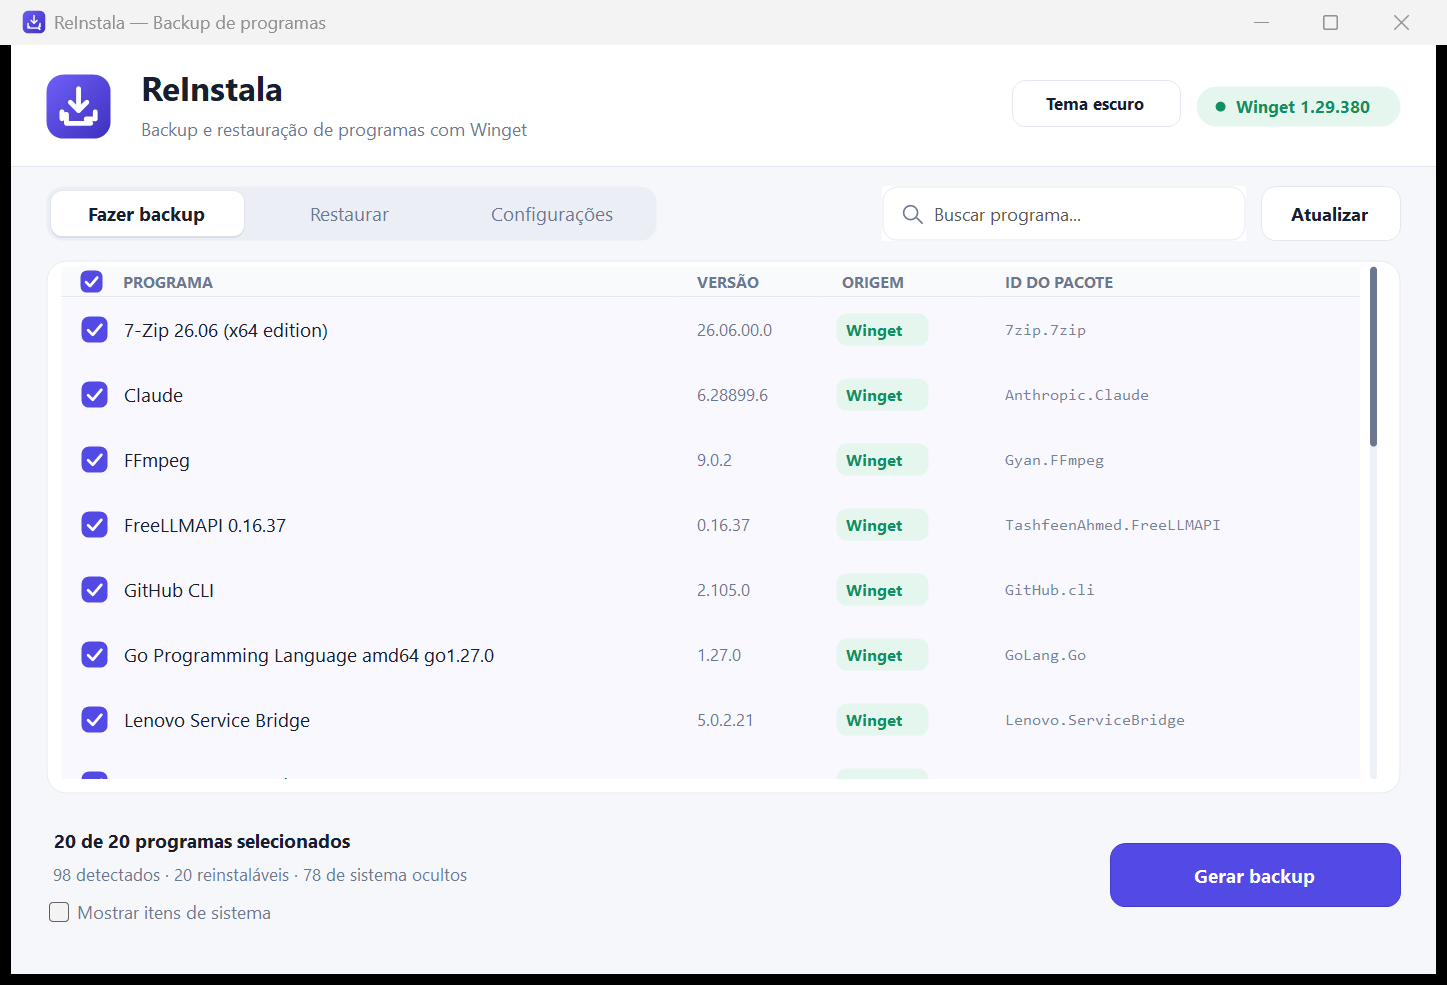 ReInstala — Backup de programas
ReInstala
Backup e restauração de programas com Winget
Tema escuro
Winget 1.29.380
Fazer backup
Restaurar
Configurações
Buscar programa...
Atualizar
PROGRAMA VERSÃO ORIGEM ID DO PACOTE
7-Zip 26.06 (x64 edition) 26.06.00.0 Winget 7zip.7zip
Claude 6.28899.6 Winget Anthropic.Claude
FFmpeg 9.0.2 Winget Gyan.FFmpeg
FreeLLMAPI 0.16.37 0.16.37 Winget TashfeenAhmed.FreeLLMAPI
GitHub CLI 2.105.0 Winget GitHub.cli
Go Programming Language amd64 go1.27.0 1.27.0 Winget GoLang.Go
Lenovo Service Bridge 5.0.2.21 Winget Lenovo.ServiceBridge
20 de 20 programas selecionados
98 detectados · 20 reinstaláveis · 78 de sistema ocultos
Mostrar itens de sistema
Gerar backup